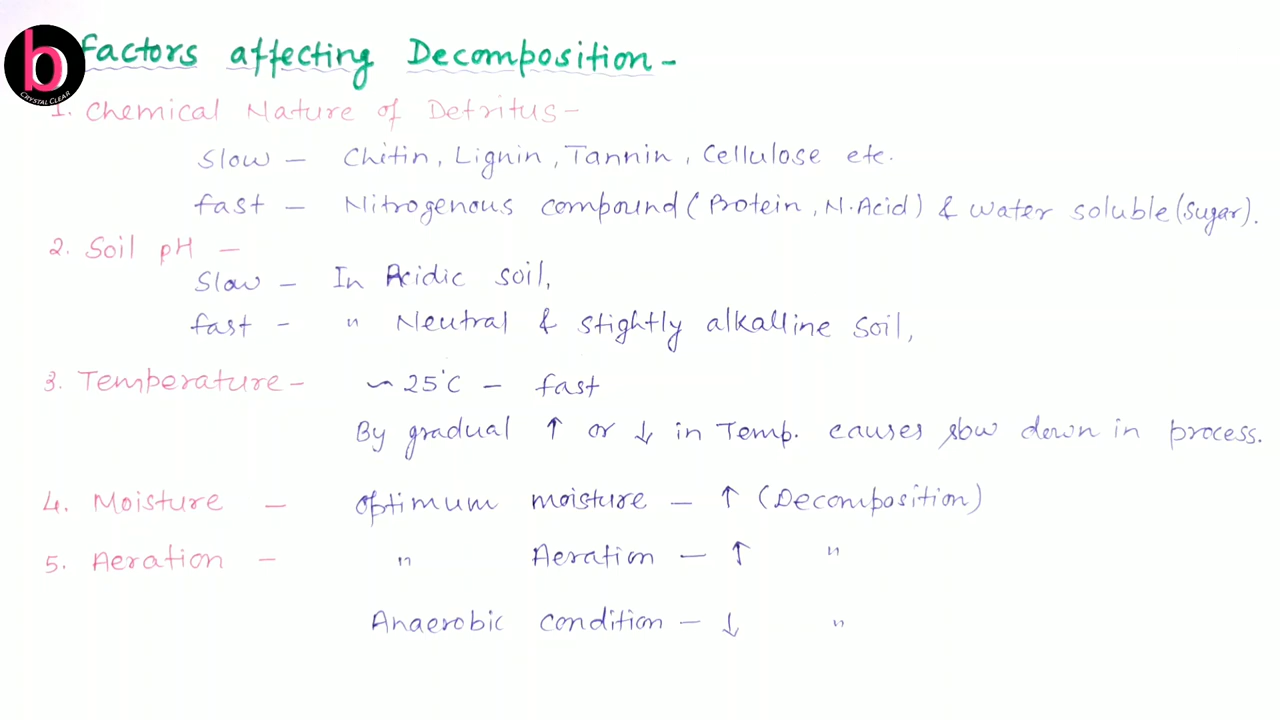 b
CRYSTAL CLEAR
Factors affecting Decomposition -
1. Chemical Nature of Detritus -
Slow - Chitin, Lignin, Tannin, Cellulose etc.
fast - Nitrogenous compound (Protein, N.Acid) & water soluble (sugar).
2. Soil pH -
Slow - In Acidic soil,
fast - " Neutral & stightly alkalline soil,
3. Temperature - ~ 25°C - fast
By gradual ↑ or ↓ in Temp. causes slow down in process.
4. Moisture - optimum moisture - ↑ (Decomposition)
5. Aeration - " Aeration - ↑ "
Anaerobic condition - ↓ "